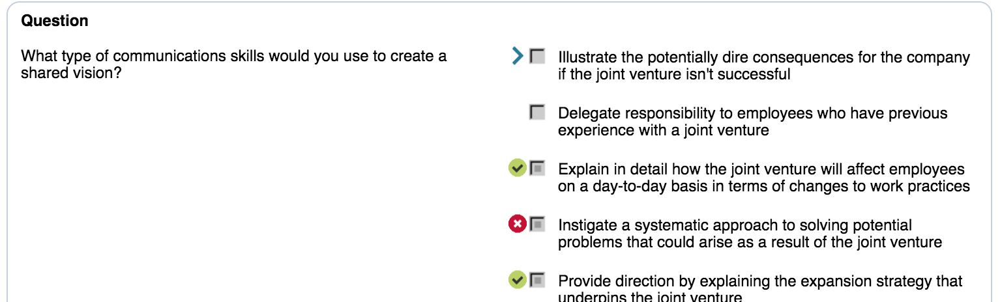 Question
What type of communications skills would you use to create a
shared vision?
Illustrate the potentially dire consequences for the company
if the joint venture isn't successful
Delegate responsibility to employees who have previous
experience with a joint venture
Explain in detail how the joint venture will affect employees
on a day-to-day basis in terms of changes to work practices
Instigate a systematic approach to solving potential
problems that could arise as a result of the joint venture
Provide direction by explaining the expansion strategy that
underpins the joint venture